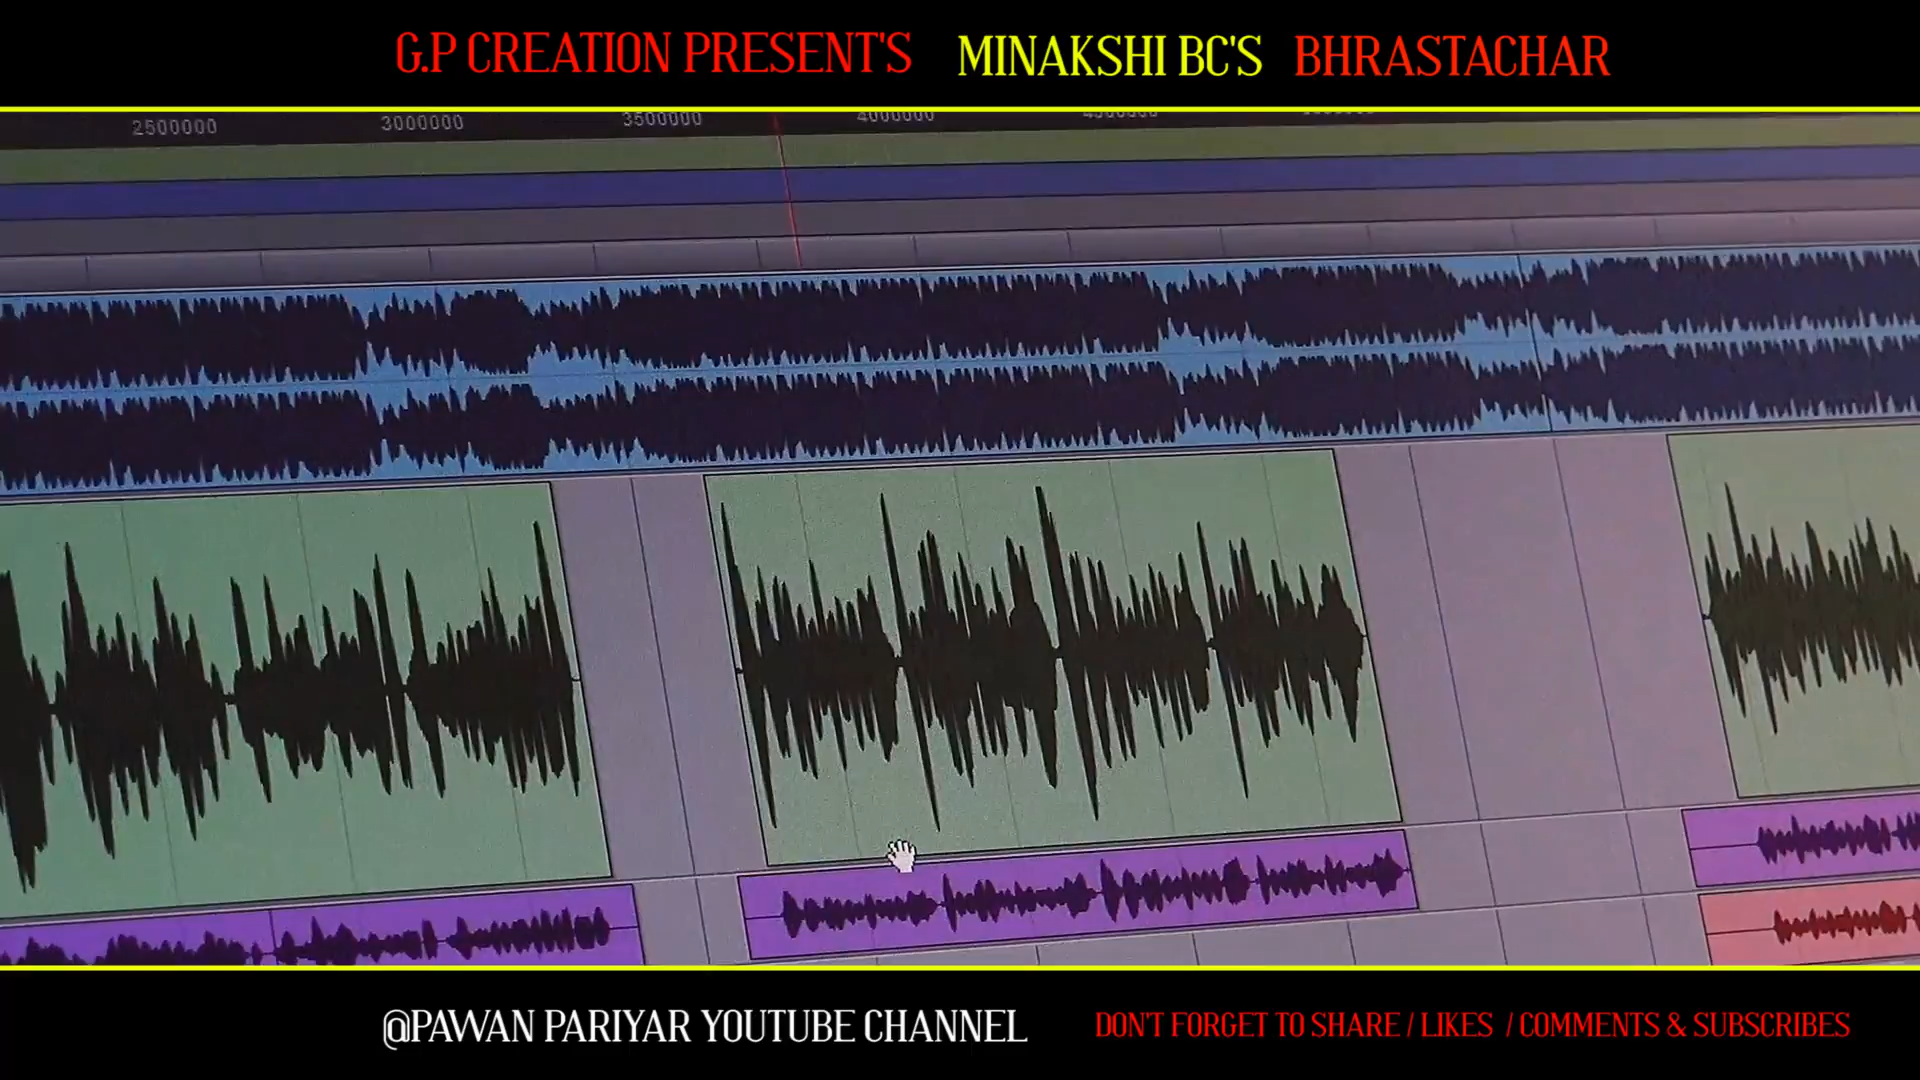 G.P CREATION PRESENT'S MINAKSHI BC'S BHRASTACHAR
2500000 3000000 3500000 4000000
@PAWAN PARIYAR YOUTUBE CHANNEL DON'T FORGET TO SHARE / LIKES / COMMENTS & SUBSCRIBES